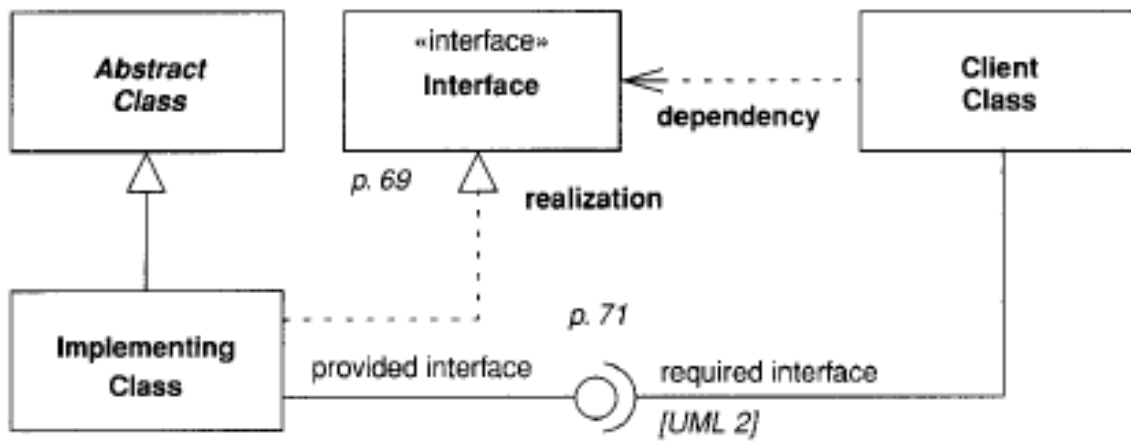 Abstract
Class
«interface»
Interface
Client
Class
dependency
p. 69
realization
Implementing
Class
p. 71
provided interface
required interface
[UML 2]